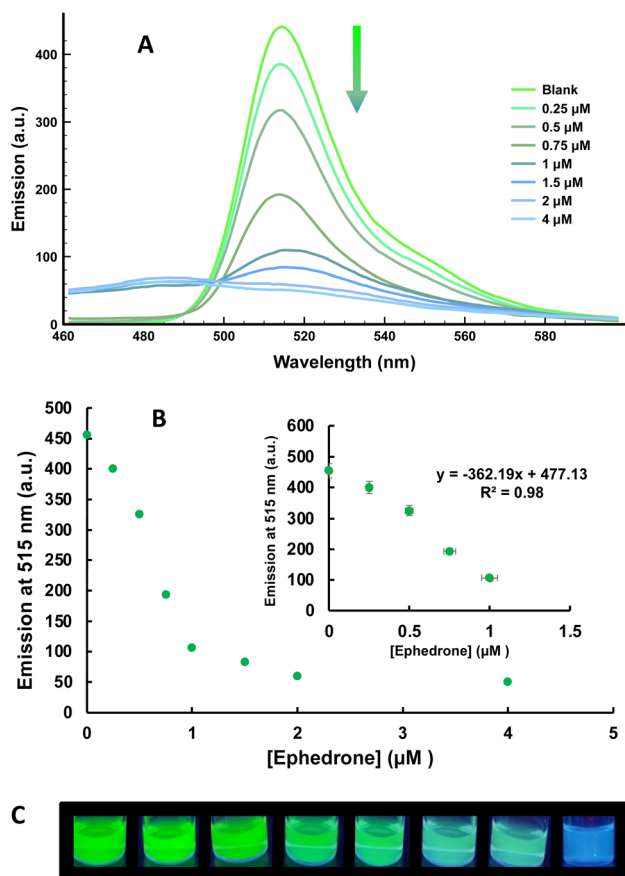 A
Emission (a.u.)
400
300
200
100
0
460 480 500 520 540 560 580
Wavelength (nm)
Blank
0.25 µM
0.5 µM
0.75 µM
1 µM
1.5 µM
2 µM
4 µM
B
Emission at 515 nm (a.u.)
500
450
400
350
300
250
200
150
100
50
0
0 1 2 3 4 5
[Ephedrone] (µM )
Emission at 515 nm (a.u.)
600
500
400
300
200
100
0
0 0.5 1 1.5
[Ephedrone] (µM )
y = -362.19x + 477.13
R² = 0.98
C